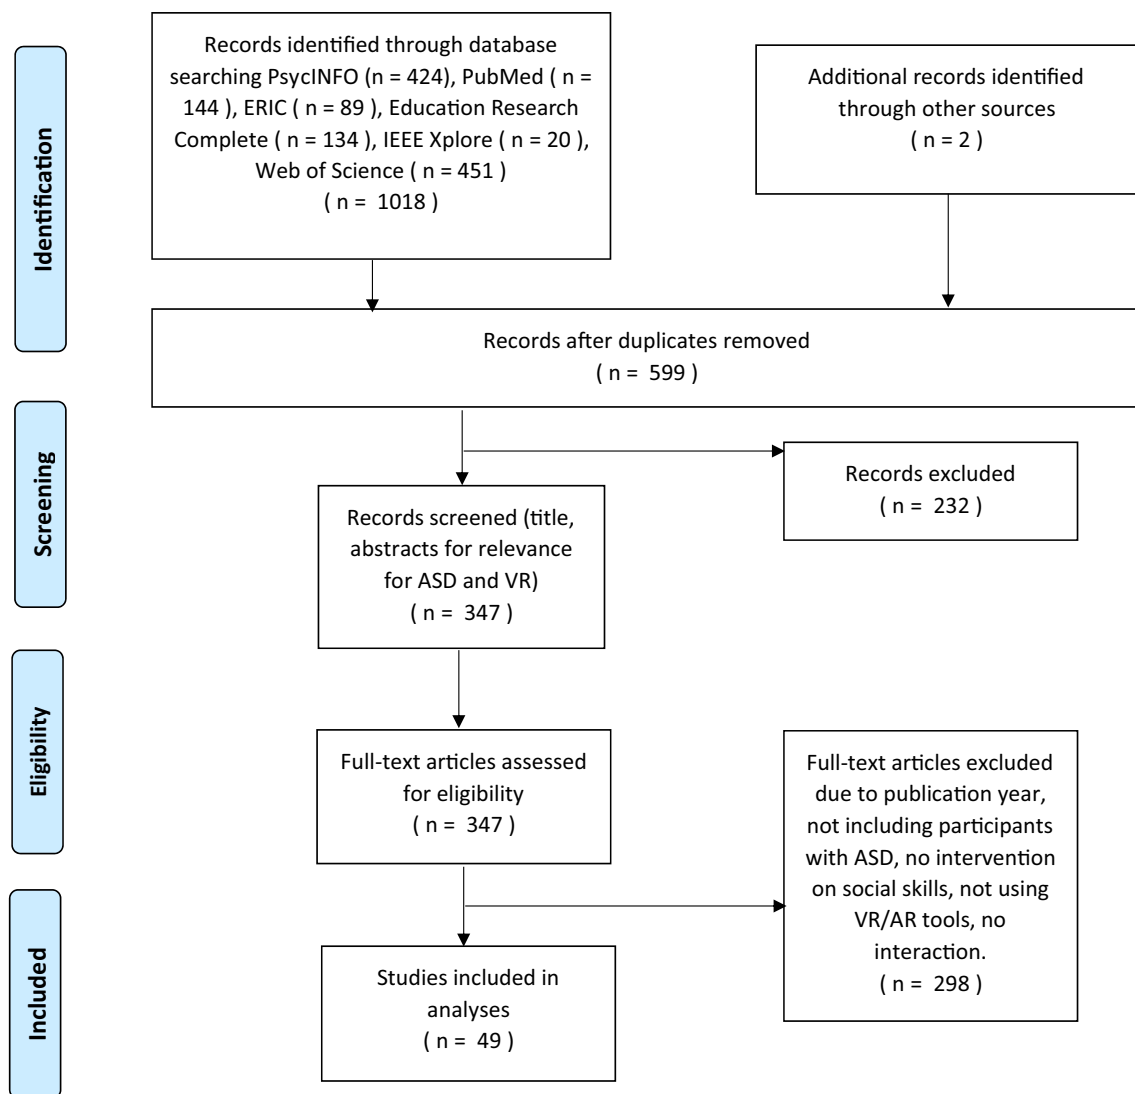 Identification
Records identified through database
searching PsycINFO (n = 424), PubMed ( n =
144 ), ERIC ( n = 89 ), Education Research
Complete ( n = 134 ), IEEE Xplore ( n = 20 ),
Web of Science ( n = 451 )
( n = 1018 )
Additional records identified
through other sources
( n = 2 )
Records after duplicates removed
( n = 599 )
Screening
Records excluded
( n = 232 )
Records screened (title,
abstracts for relevance
for ASD and VR)
( n = 347 )
Eligibility
Full-text articles assessed
for eligibility
( n = 347 )
Full-text articles excluded
due to publication year,
not including participants
with ASD, no intervention
on social skills, not using
VR/AR tools, no
interaction.
( n = 298 )
Included
Studies included in
analyses
( n = 49 )